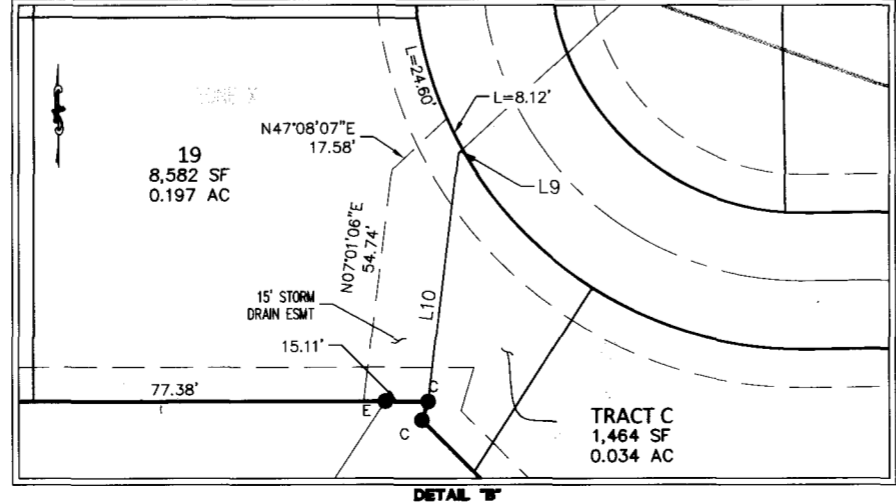 L=24.60'
L=8.12'
ZONE X
N47°08'07"E
17.58'
19
8,582 SF
0.197 AC
L9
N07°01'06"E
54.74'
L10
15' STORM
DRAIN ESMT
15.11'
77.38'
E
C
C
TRACT C
1,464 SF
0.034 AC
DETAIL "B"